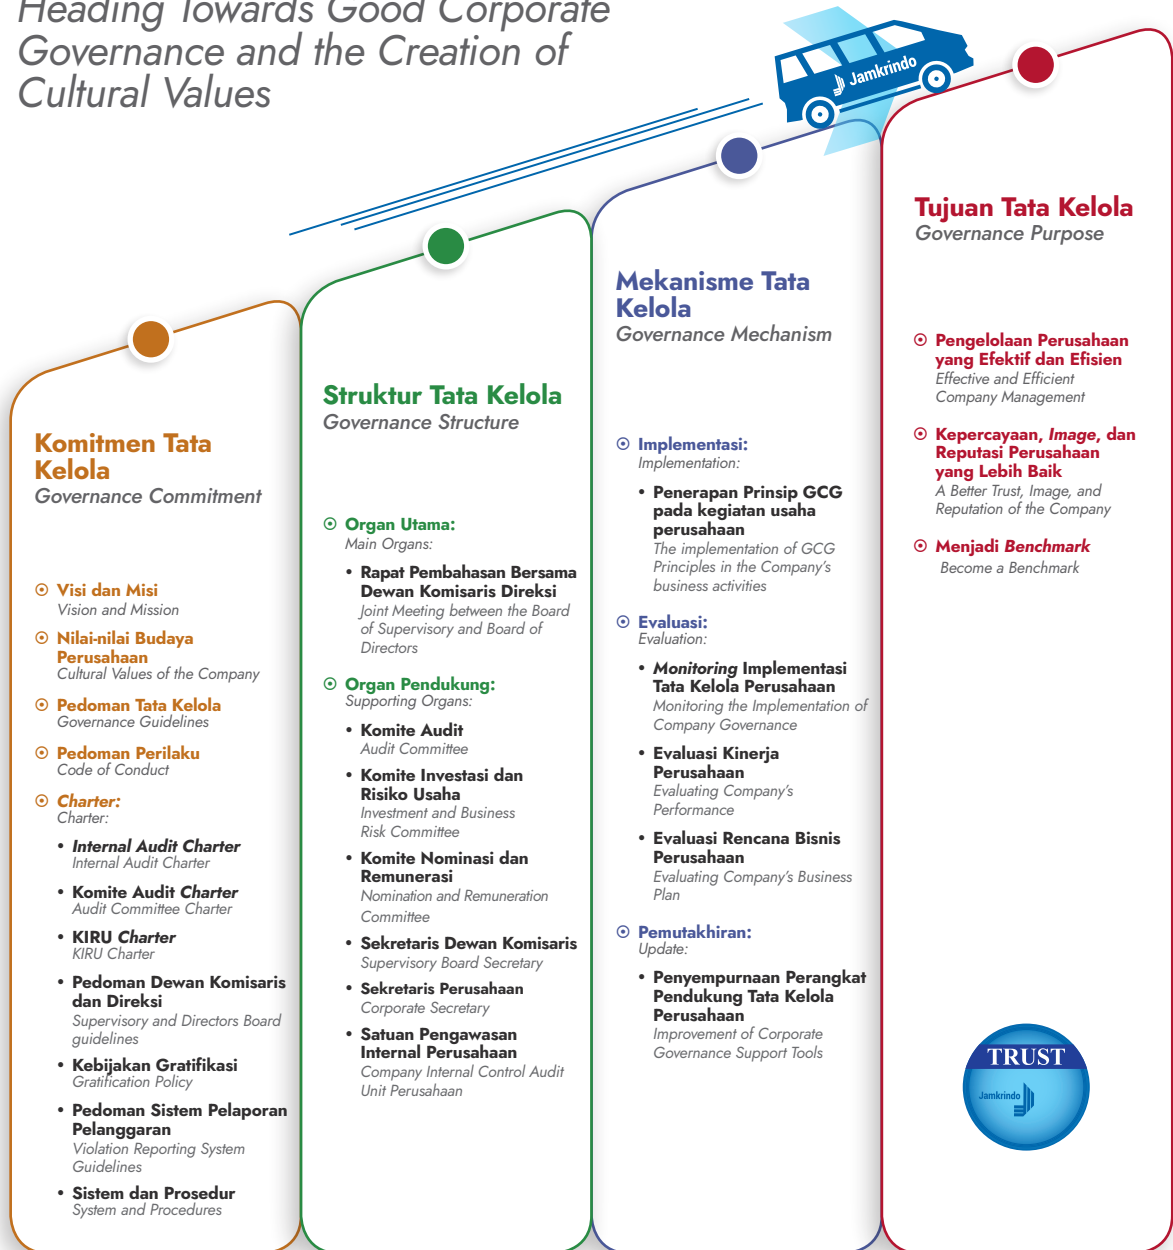 Heading Towards Good Corporate
Governance and the Creation of
Cultural Values
Jamkrindo
Komitmen Tata
Kelola
Governance Commitment
Visi dan Misi
Vision and Mission
Nilai-nilai Budaya
Perusahaan
Cultural Values of the Company
Pedoman Tata Kelola
Governance Guidelines
Pedoman Perilaku
Code of Conduct
Charter:
Charter:
• Internal Audit Charter
Internal Audit Charter
• Komite Audit Charter
Audit Committee Charter
• KIRU Charter
KIRU Charter
• Pedoman Dewan Komisaris
dan Direksi
Supervisory and Directors Board
guidelines
• Kebijakan Gratifikasi
Gratification Policy
• Pedoman Sistem Pelaporan
Pelanggaran
Violation Reporting System
Guidelines
• Sistem dan Prosedur
System and Procedures
Struktur Tata Kelola
Governance Structure
Organ Utama:
Main Organs:
• Rapat Pembahasan Bersama
Dewan Komisaris Direksi
Joint Meeting between the Board
of Supervisory and Board of
Directors
Organ Pendukung:
Supporting Organs:
• Komite Audit
Audit Committee
• Komite Investasi dan
Risiko Usaha
Investment and Business
Risk Committee
• Komite Nominasi dan
Remunerasi
Nomination and Remuneration
Committee
• Sekretaris Dewan Komisaris
Supervisory Board Secretary
• Sekretaris Perusahaan
Corporate Secretary
• Satuan Pengawasan
Internal Perusahaan
Company Internal Control Audit
Unit Perusahaan
Mekanisme Tata
Kelola
Governance Mechanism
Implementasi:
Implementation:
• Penerapan Prinsip GCG
pada kegiatan usaha
perusahaan
The implementation of GCG
Principles in the Company's
business activities
Evaluasi:
Evaluation:
• Monitoring Implementasi
Tata Kelola Perusahaan
Monitoring the Implementation of
Company Governance
• Evaluasi Kinerja
Perusahaan
Evaluating Company's
Performance
• Evaluasi Rencana Bisnis
Perusahaan
Evaluating Company's Business
Plan
Pemutakhiran:
Update:
• Penyempurnaan Perangkat
Pendukung Tata Kelola
Perusahaan
Improvement of Corporate
Governance Support Tools
Tujuan Tata Kelola
Governance Purpose
Pengelolaan Perusahaan
yang Efektif dan Efisien
Effective and Efficient
Company Management
Kepercayaan, Image, dan
Reputasi Perusahaan
yang Lebih Baik
A Better Trust, Image, and
Reputation of the Company
Menjadi Benchmark
Become a Benchmark
TRUST
Jamkrindo